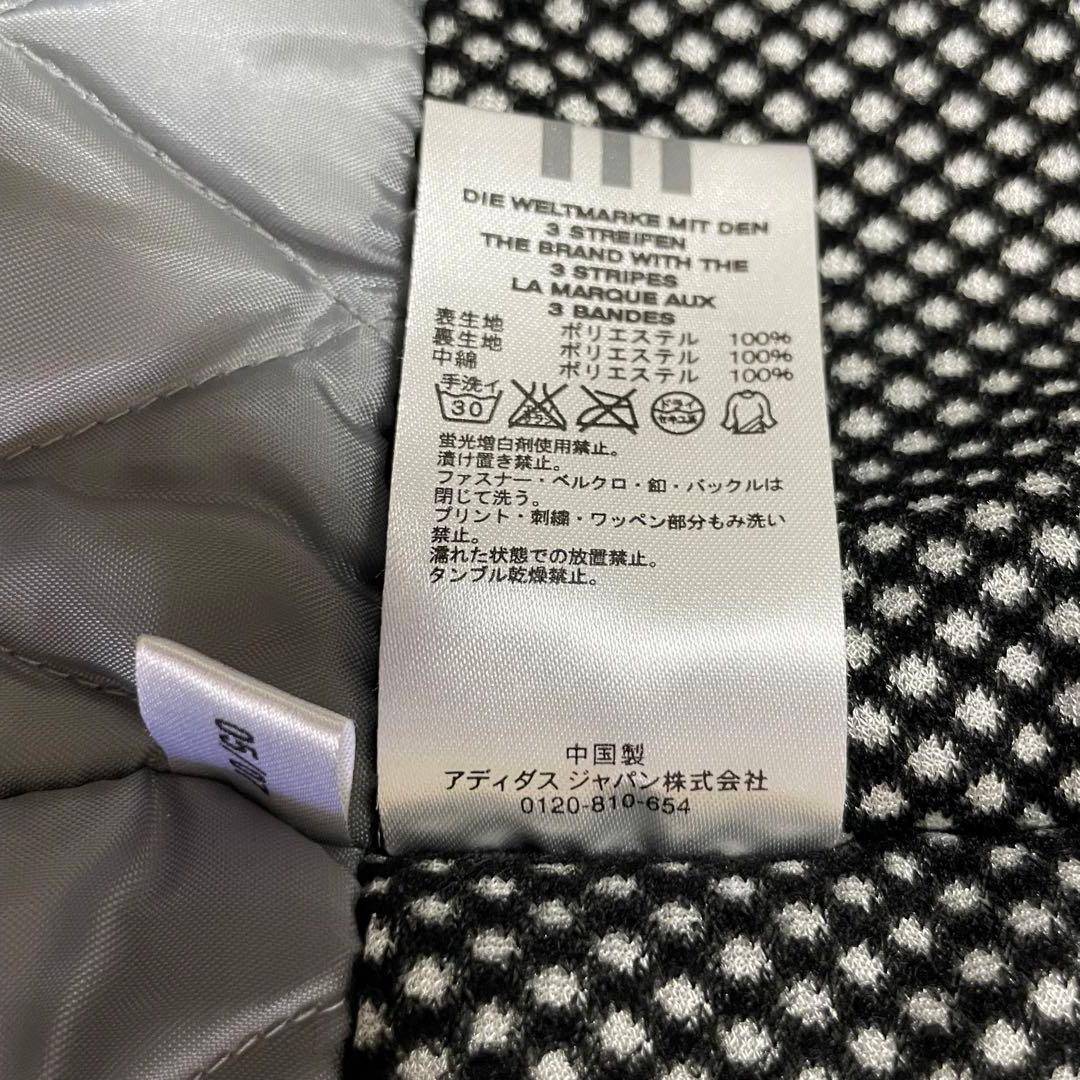 DIE WELTMARKE MIT DEN
3 STREIFEN
THE BRAND WITH THE
3 STRIPES
LA MARQUE AUX
3 BANDES
表生地 ポリエステル 100%
裏生地 ポリエステル 100%
中綿 ポリエステル 100%
手洗イ
30
ドライ
蛍光増白剤使用禁止。
漬け置き禁止。
ファスナー・ベルクロ・釦・バックルは
閉じて洗う。
プリント・刺繍・ワッペン部分もみ洗い
禁止。
濡れた状態での放置禁止。
タンブル乾燥禁止。
中国製
アディダス ジャパン株式会社
0120-810-654
05/07